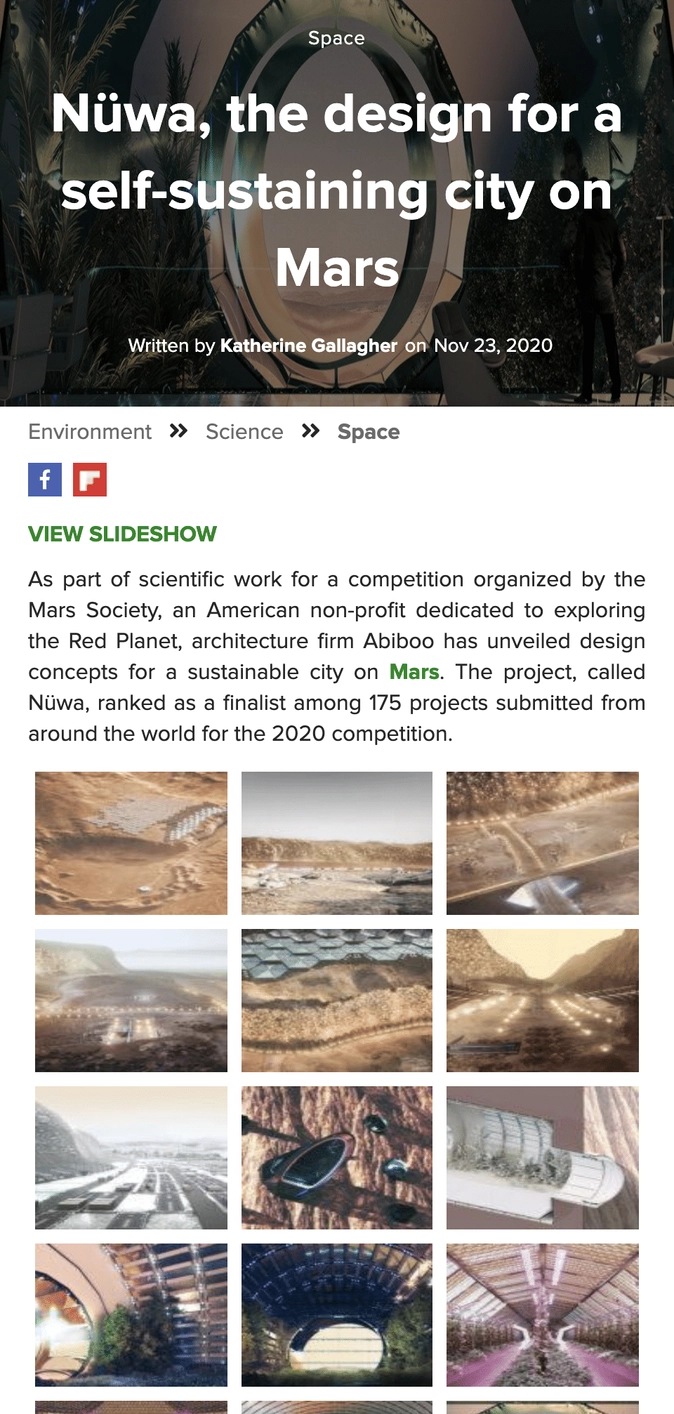 Space
Nüwa, the design for a
self-sustaining city on
Mars
Written by Katherine Gallagher on Nov 23, 2020
Environment » Science » Space
f
VIEW SLIDESHOW
As part of scientific work for a competition organized by the
Mars Society, an American non-profit dedicated to exploring
the Red Planet, architecture firm Abiboo has unveiled design
concepts for a sustainable city on Mars. The project, called
Nüwa, ranked as a finalist among 175 projects submitted from
around the world for the 2020 competition.